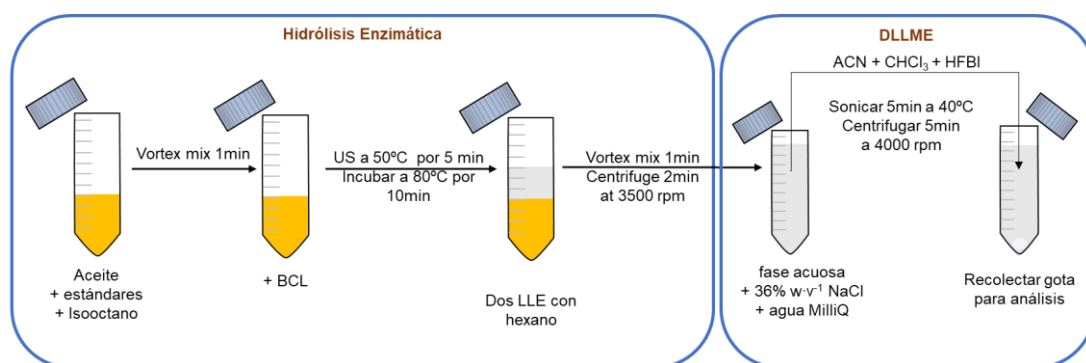 Hidrólisis Enzimática
Vortex mix 1min
US a 50ºC por 5 min
Incubar a 80ºC por
10min
Vortex mix 1min
Centrifuge 2min
at 3500 rpm
Aceite
+ estándares
+ Isooctano
+ BCL
Dos LLE con
hexano
DLLME
ACN + CHCl₃ + HFBI
Sonicar 5min a 40ºC
Centrifugar 5min
a 4000 rpm
fase acuosa
+ 36% w·v⁻¹ NaCl
+ agua MilliQ
Recolectar gota
para análisis